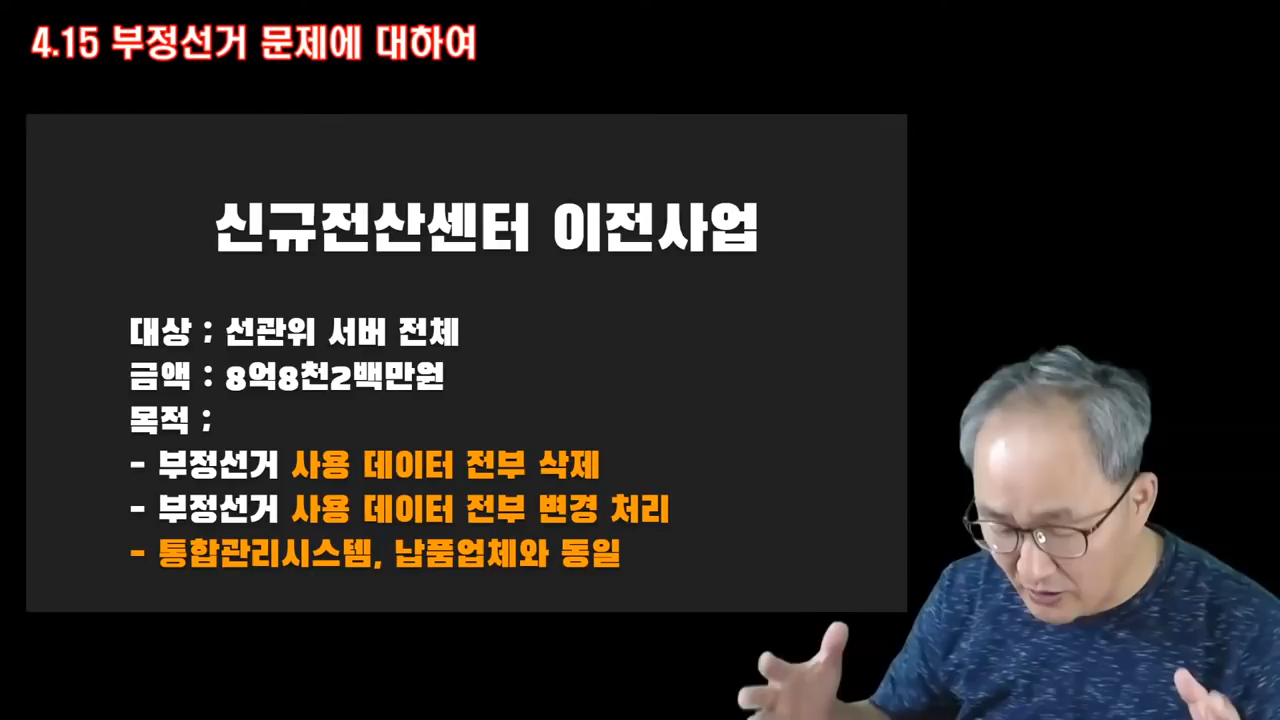 4.15 부정선거 문제에 대하여
신규전산센터 이전사업
대상 ; 선관위 서버 전체
금액 : 8억8천2백만원
목적 ;
- 부정선거 사용 데이터 전부 삭제
- 부정선거 사용 데이터 전부 변경 처리
- 통합관리시스템, 납품업체와 동일